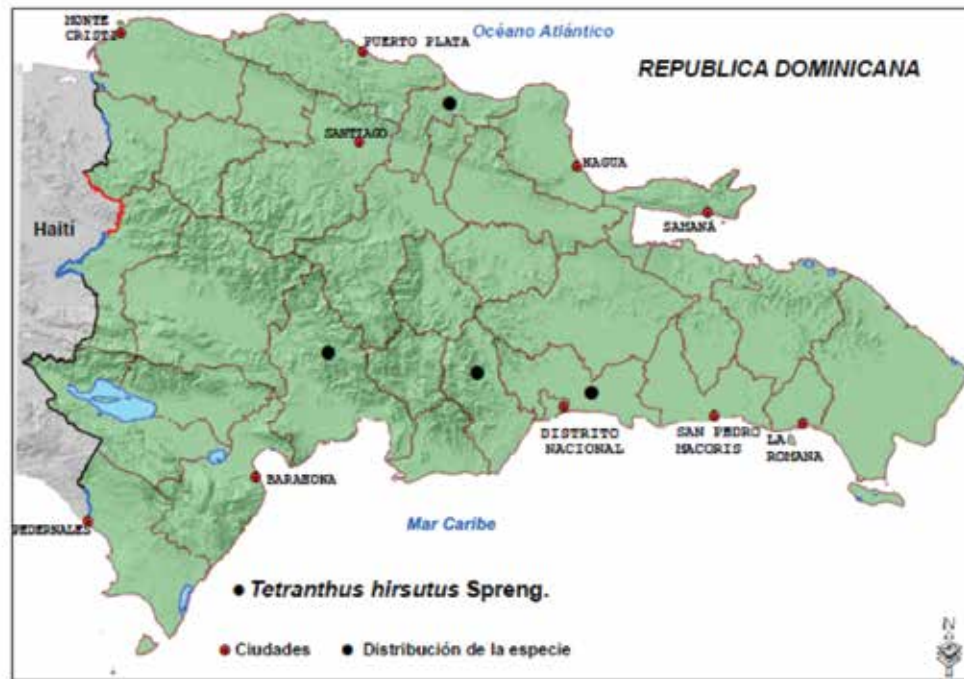 MONTE
CRISTI
PUERTO PLATA
Océano Atlántico
REPUBLICA DOMINICANA
SANTIAGO
NAGUA
SAMANÁ
Haití
DISTRITO
NACIONAL
SAN PEDRO
MACORIS
LA
ROMANA
BARAHONA
PEDERNALES
Mar Caribe
Tetranthus hirsutus Spreng.
Ciudades
Distribución de la especie
N